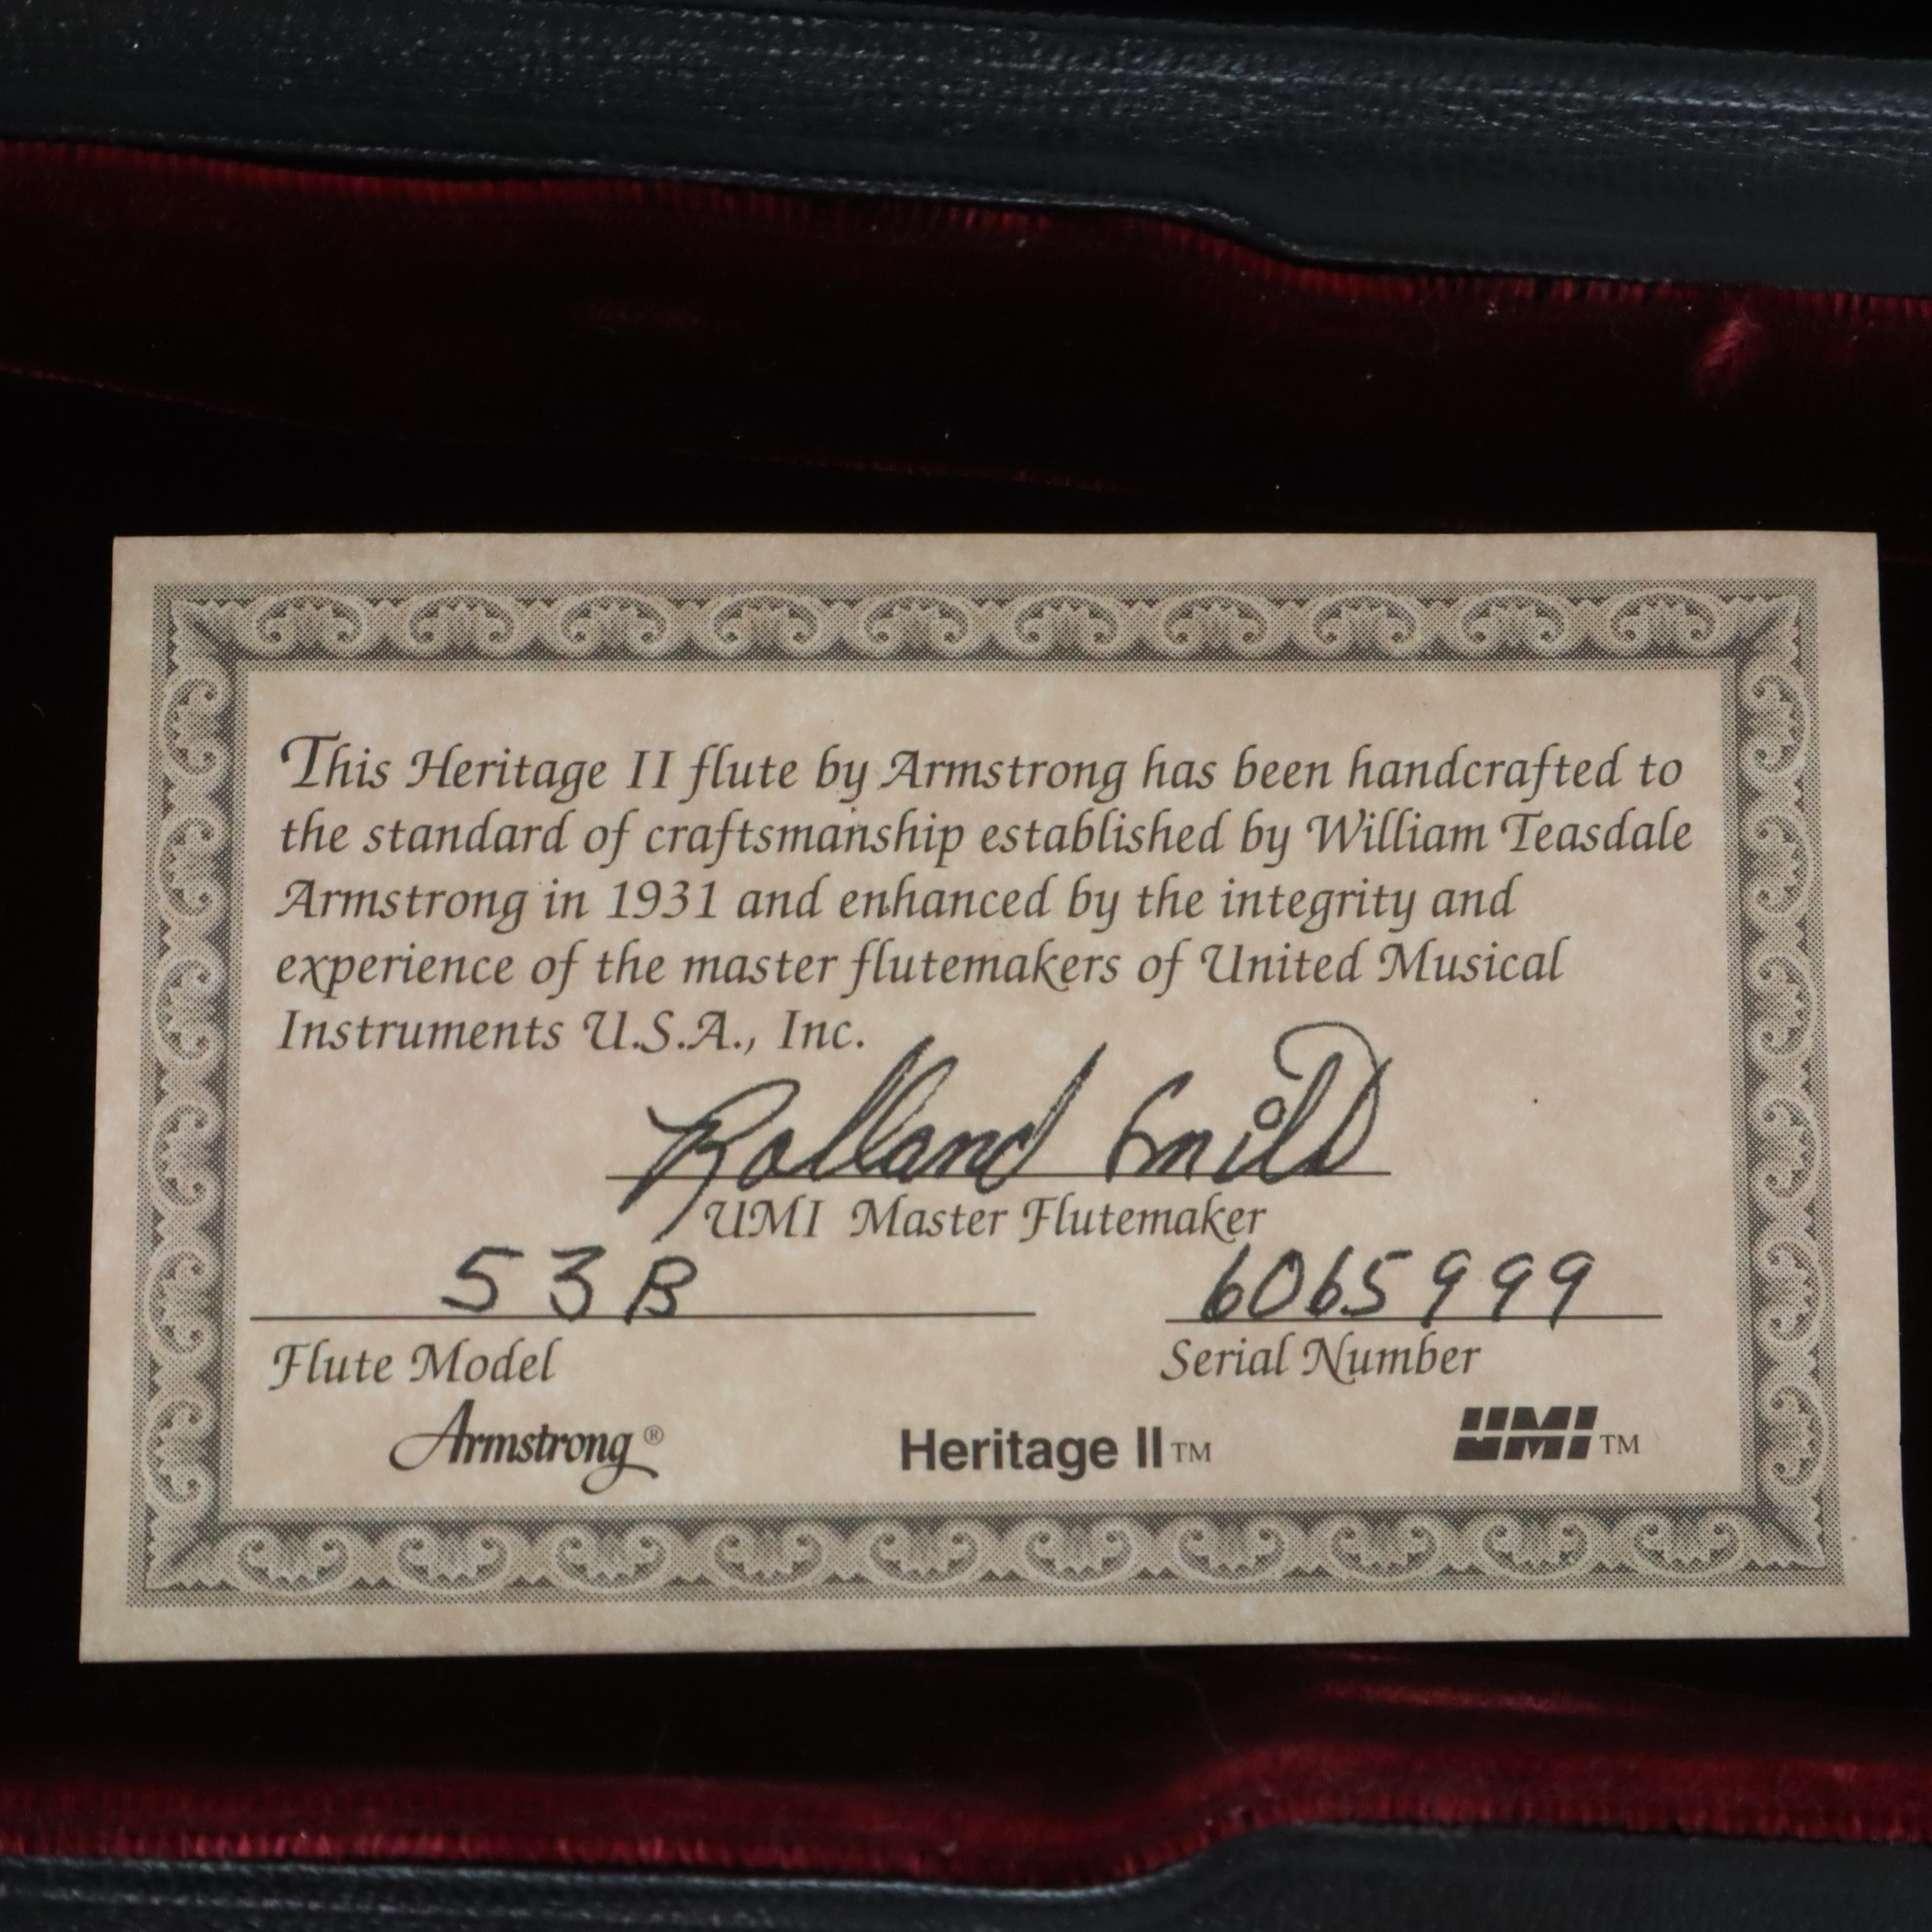 This Heritage II flute by Armstrong has been handcrafted to
the standard of craftsmanship established by William Teasdale
Armstrong in 1931 and enhanced by the integrity and
experience of the master flutemakers of United Musical
Instruments U.S.A., Inc.
Rolland Smith
UMI Master Flutemaker
53B 6065999
Flute Model Serial Number
Armstrong® Heritage II™ UMI™